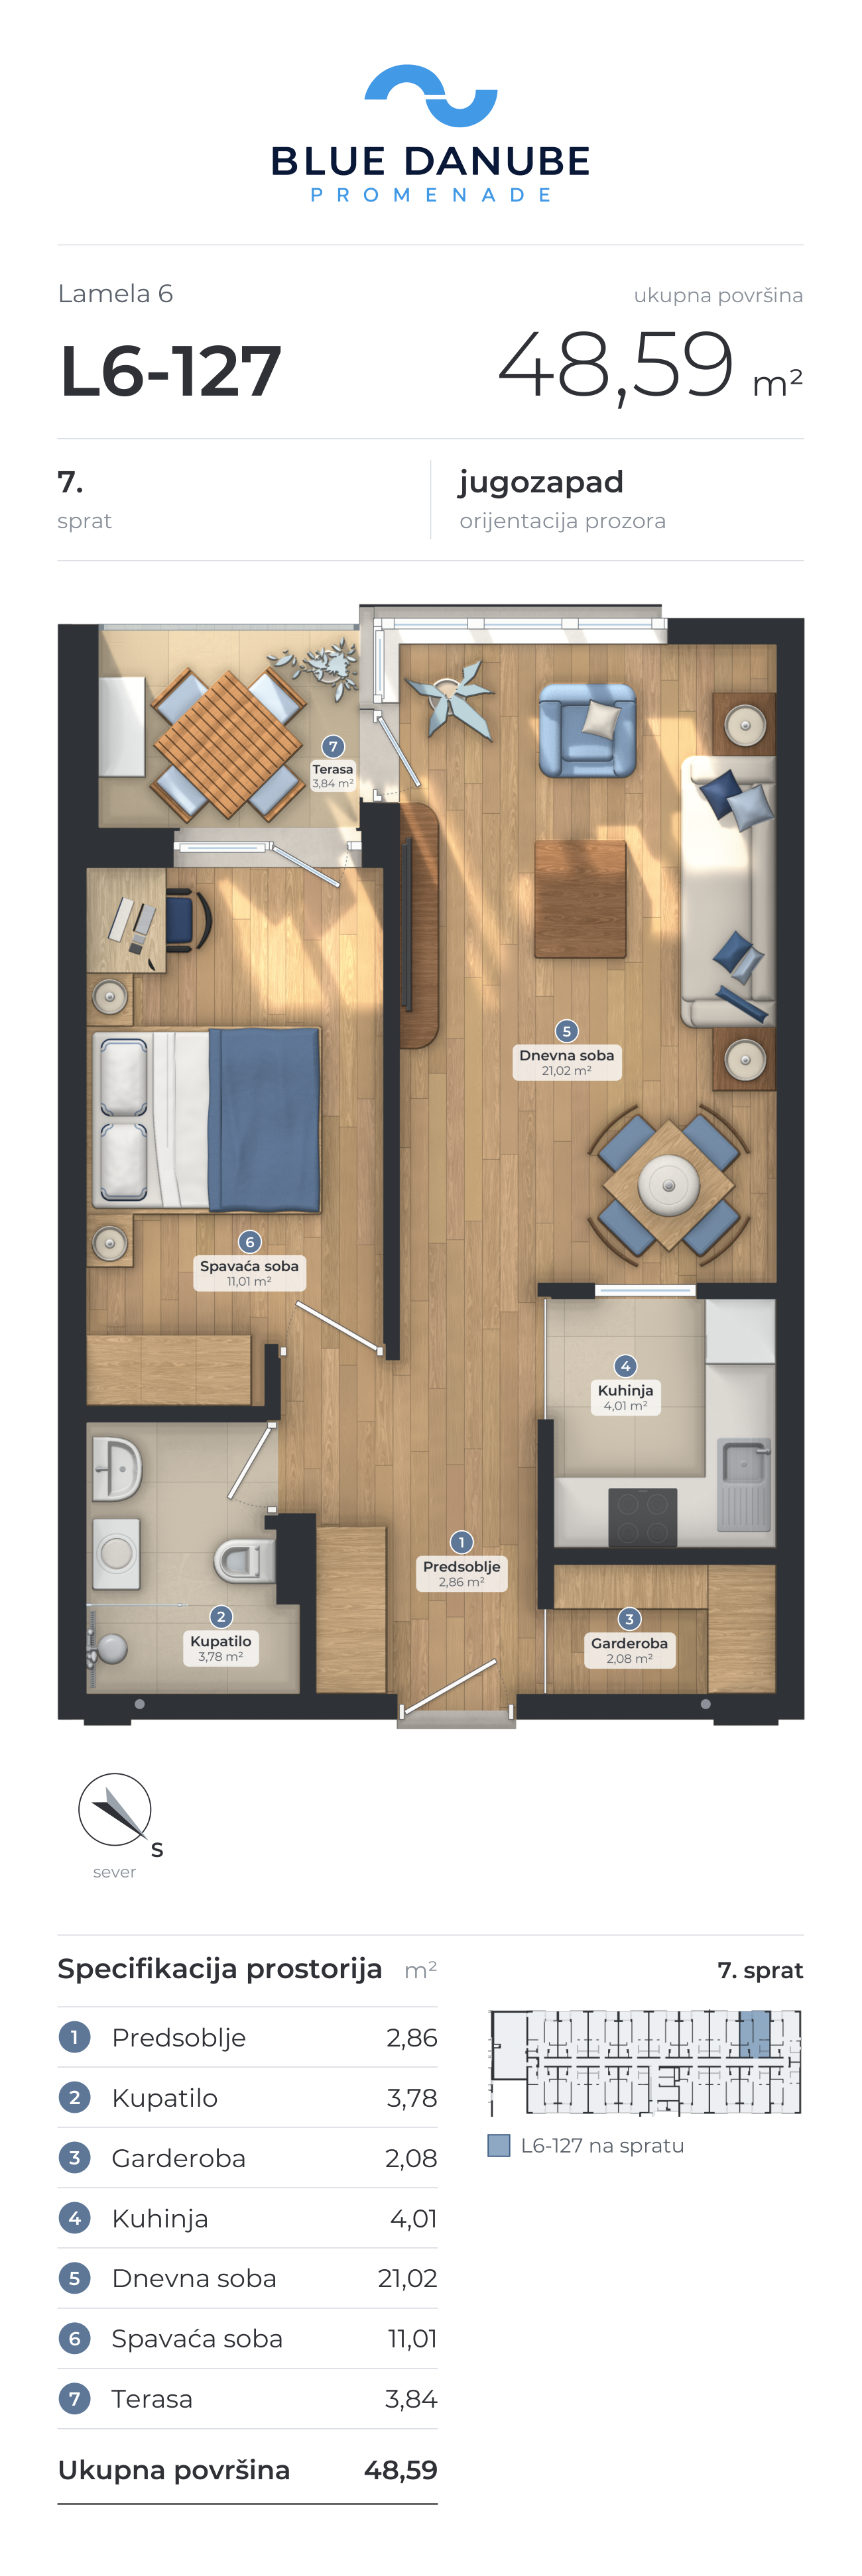 BLUE DANUBE
PROMENADE
Lamela 6
ukupna površina
L6-127
48,59 m²
7.
sprat
jugozapad
orijentacija prozora
7
Terasa
3,84 m²
5
Dnevna soba
21,02 m²
6
Spavaća soba
11,01 m²
4
Kuhinja
4,01 m²
1
Predsoblje
2,86 m²
2
Kupatilo
3,78 m²
3
Garderoba
2,08 m²
S
sever
Specifikacija prostorija m²
7. sprat
1 Predsoblje 2,86
2 Kupatilo 3,78
3 Garderoba 2,08
4 Kuhinja 4,01
5 Dnevna soba 21,02
6 Spavaća soba 11,01
7 Terasa 3,84
Ukupna površina 48,59
L6-127 na spratu